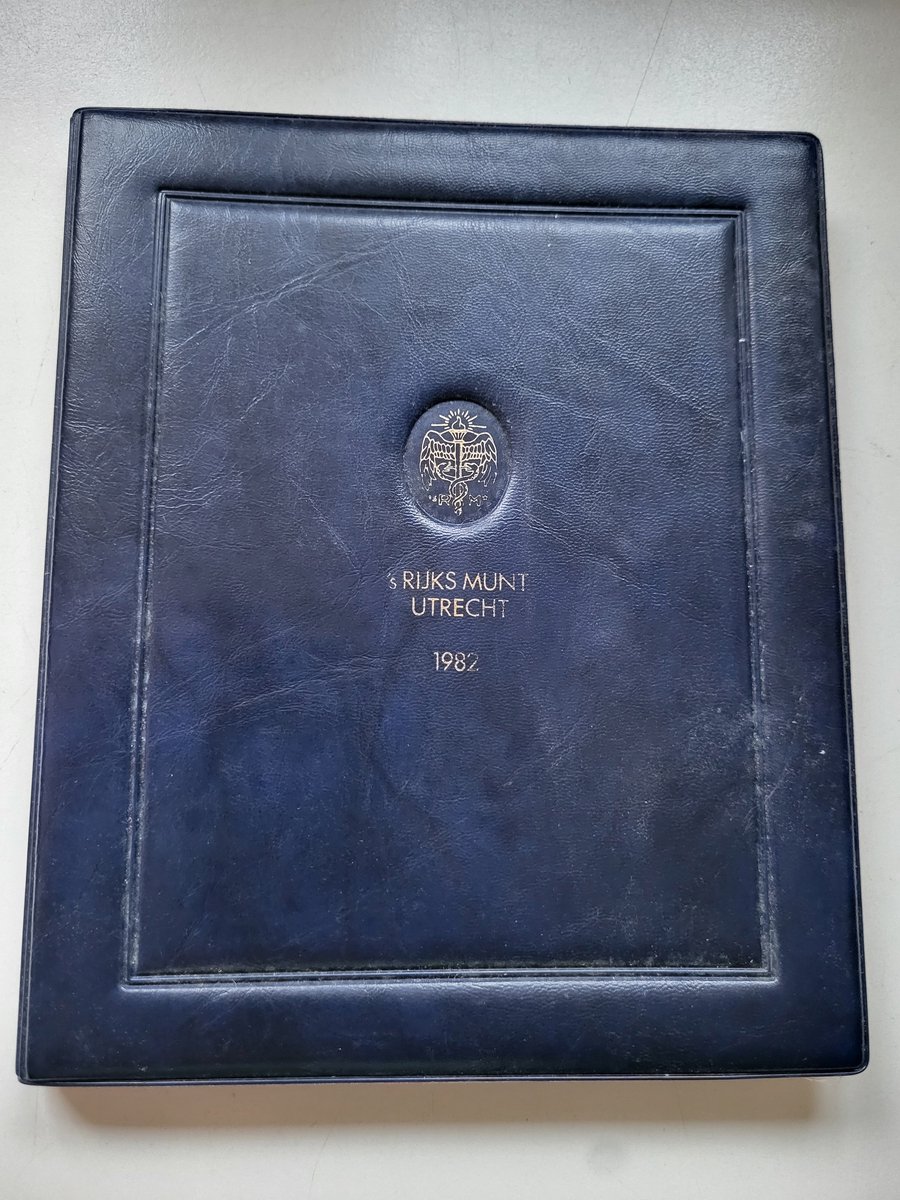 's R M
's RIJKS MUNT
UTRECHT
1982